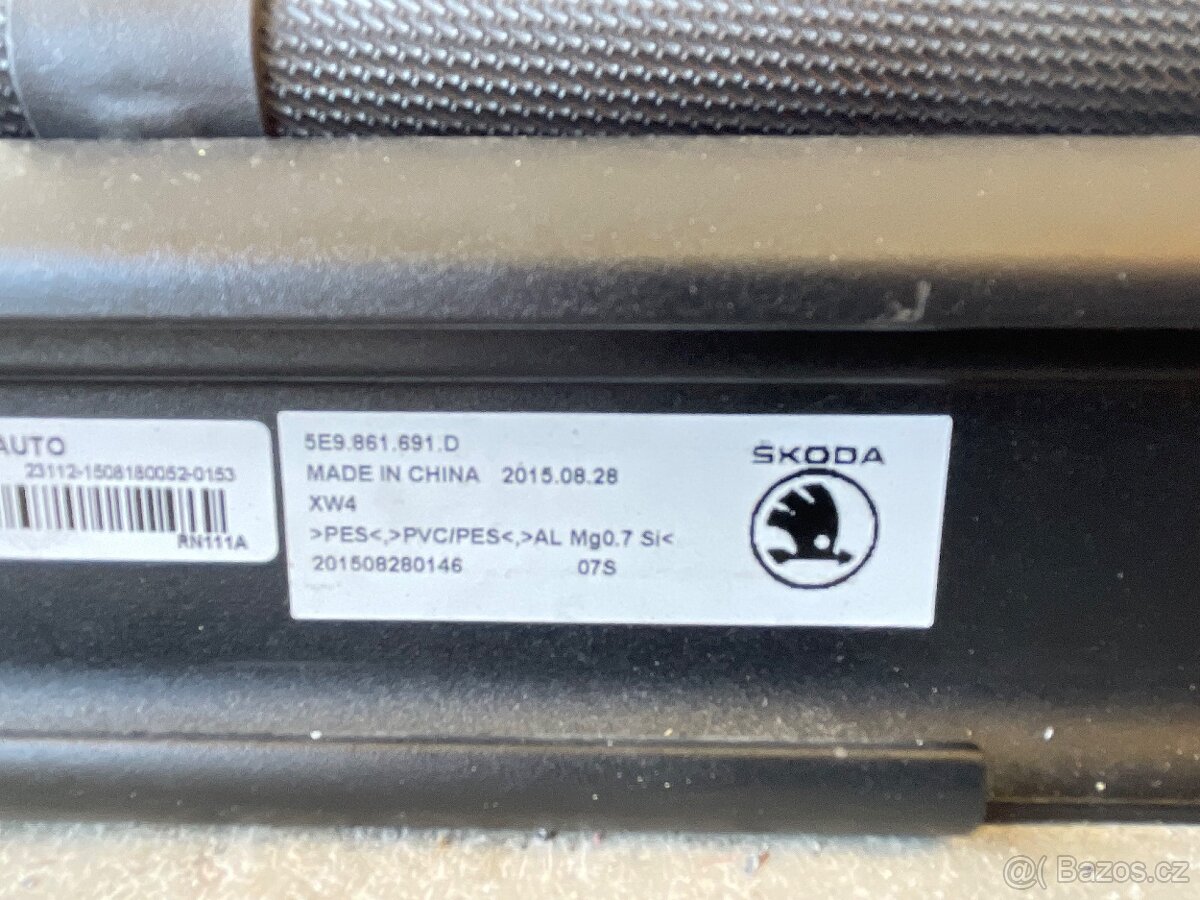 AUTO
23112-1508180052-0153
RN111A
5E9.861.691.D
MADE IN CHINA 2015.08.28
XW4
>PES<,>PVC/PES<,>AL Mg0.7 Si<
201508280146 07S
ŠKODA
@( Bazos.cz